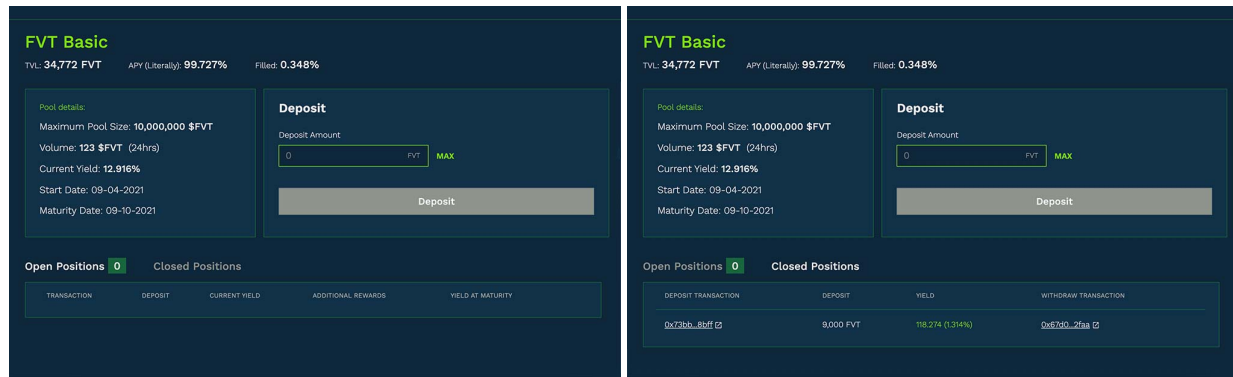 FVT Basic
TVL: 34,772 FVT APY (Literally): 99.727% Filled: 0.348%
Pool details:
Maximum Pool Size: 10,000,000 $FVT
Volume: 123 $FVT (24hrs)
Current Yield: 12.916%
Start Date: 09-04-2021
Maturity Date: 09-10-2021
Deposit
Deposit Amount
0 FVT MAX
Deposit
Open Positions 0 Closed Positions
TRANSACTION DEPOSIT CURRENT YIELD ADDITIONAL REWARDS YIELD AT MATURITY
FVT Basic
TVL: 34,772 FVT APY (Literally): 99.727% Filled: 0.348%
Pool details:
Maximum Pool Size: 10,000,000 $FVT
Volume: 123 $FVT (24hrs)
Current Yield: 12.916%
Start Date: 09-04-2021
Maturity Date: 09-10-2021
Deposit
Deposit Amount
0 FVT MAX
Deposit
Open Positions 0 Closed Positions
DEPOSIT TRANSACTION DEPOSIT YIELD WITHDRAW TRANSACTION
0x73bb...8bff 9,000 FVT 118.274 (1.314%) 0x67d0...2faa